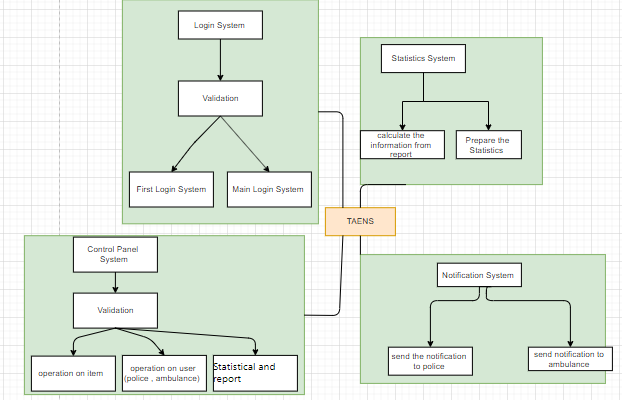 Login System
Validation
First Login System
Main Login System
Statistics System
calculate the
information from
report
Prepare the
Statistics
TAENS
Control Panel
System
Validation
operation on item
operation on user
(police , ambulance)
Statistical and
report
Notification System
send the notification
to police
send notification to
ambulance